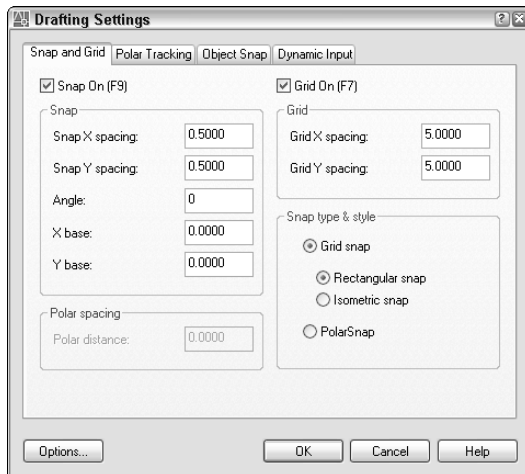 Drafting Settings
Snap and Grid Polar Tracking Object Snap Dynamic Input
Snap On (F9)
Snap
Snap X spacing: 0.5000
Snap Y spacing: 0.5000
Angle: 0
X base: 0.0000
Y base: 0.0000
Polar spacing
Polar distance: 0.0000
Grid On (F7)
Grid
Grid X spacing: 5.0000
Grid Y spacing: 5.0000
Snap type & style
Grid snap
Rectangular snap
Isometric snap
PolarSnap
Options... OK Cancel Help